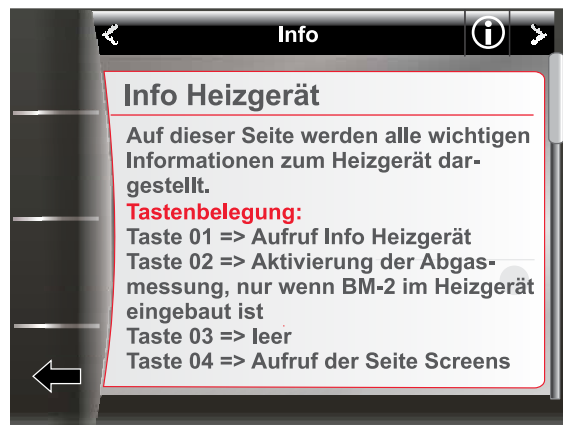 Info
Info Heizgerät
Auf dieser Seite werden alle wichtigen
Informationen zum Heizgerät dar-
gestellt.
Tastenbelegung:
Taste 01 => Aufruf Info Heizgerät
Taste 02 => Aktivierung der Abgas-
messung, nur wenn BM-2 im Heizgerät
eingebaut ist
Taste 03 => leer
Taste 04 => Aufruf der Seite Screens